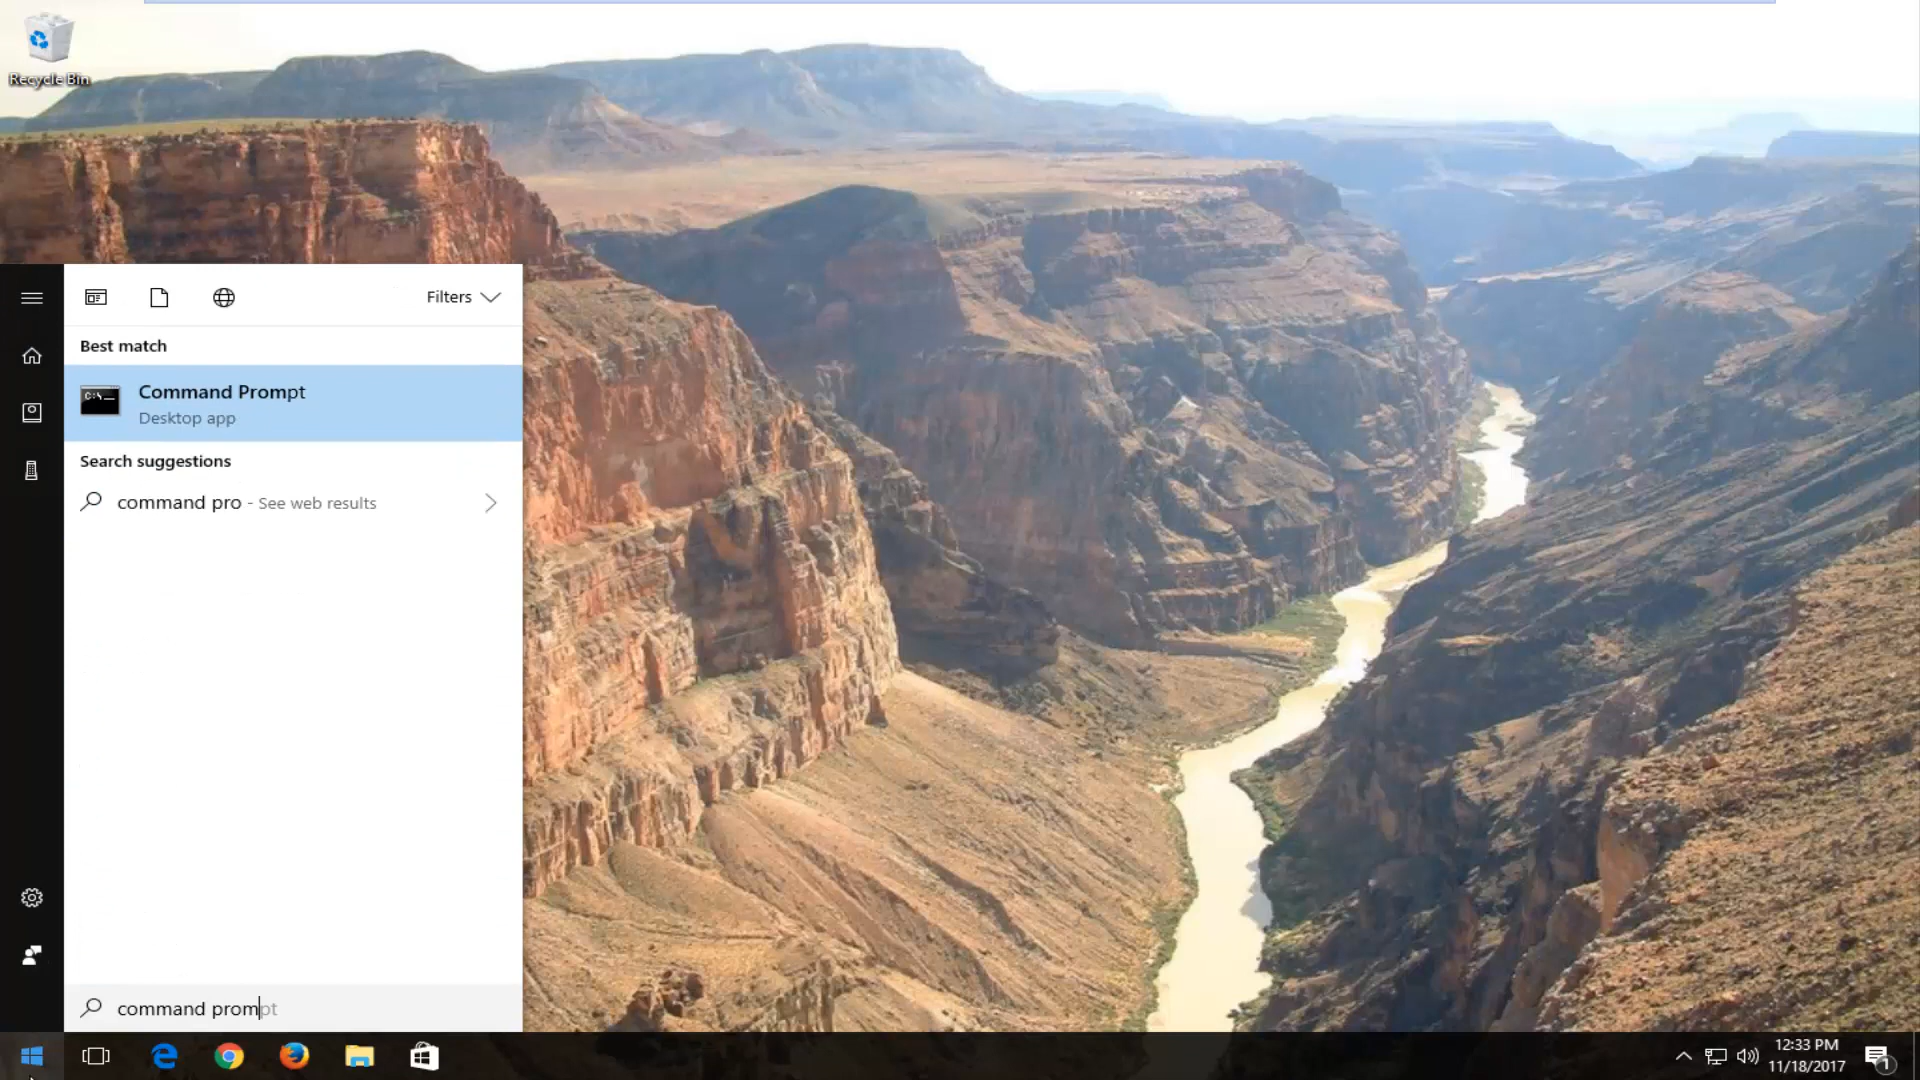 Recycle Bin
Filters
Best match
C:\
Command Prompt
Desktop app
Search suggestions
command pro - See web results
command prompt
12:33 PM
11/18/2017
1